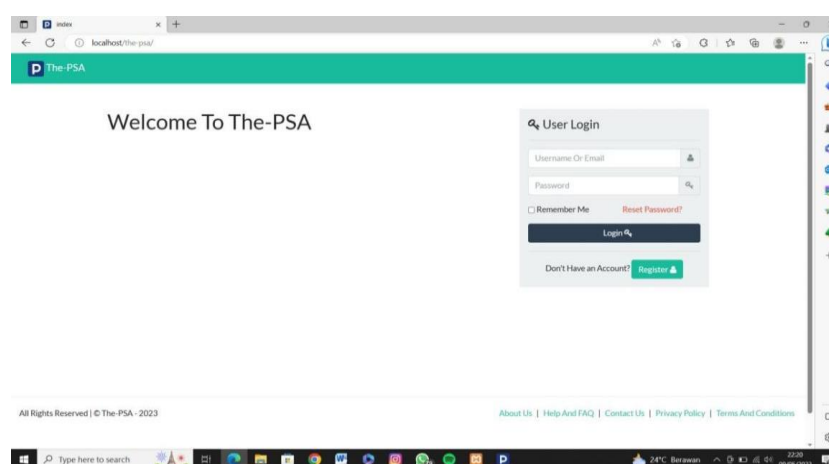 index
localhost/the-psa/
The-PSA
Welcome To The-PSA
User Login
Username Or Email
Password
Remember Me Reset Password?
Login
Don't Have an Account? Register
All Rights Reserved | © The-PSA - 2023
About Us | Help And FAQ | Contact Us | Privacy Policy | Terms And Conditions
Type here to search
24°C Berawan
22:20